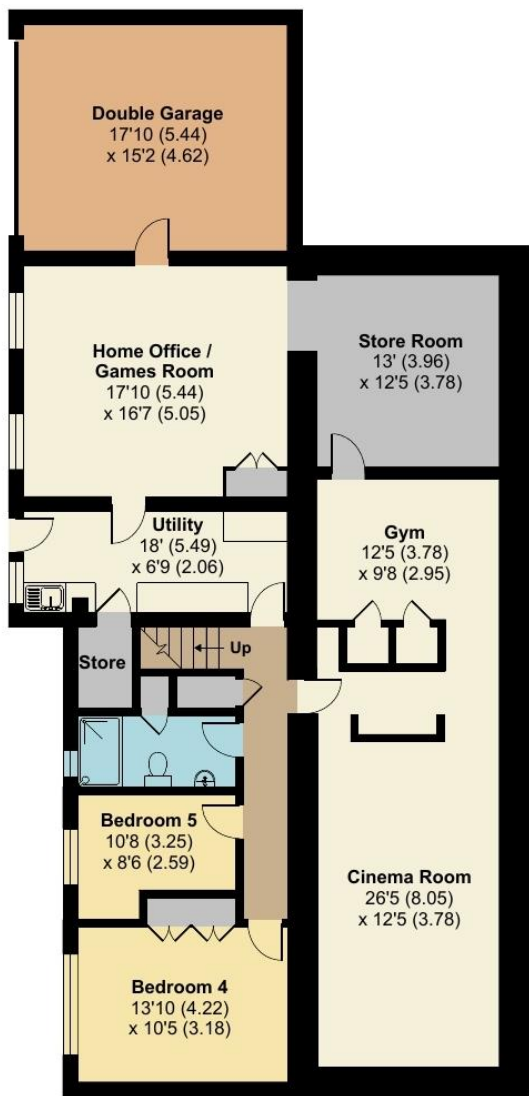 Double Garage
17'10 (5.44)
x 15'2 (4.62)
Home Office /
Games Room
17'10 (5.44)
x 16'7 (5.05)
Store Room
13' (3.96)
x 12'5 (3.78)
Utility
18' (5.49)
x 6'9 (2.06)
Gym
12'5 (3.78)
x 9'8 (2.95)
Store
Up
Bedroom 5
10'8 (3.25)
x 8'6 (2.59)
Cinema Room
26'5 (8.05)
x 12'5 (3.78)
Bedroom 4
13'10 (4.22)
x 10'5 (3.18)